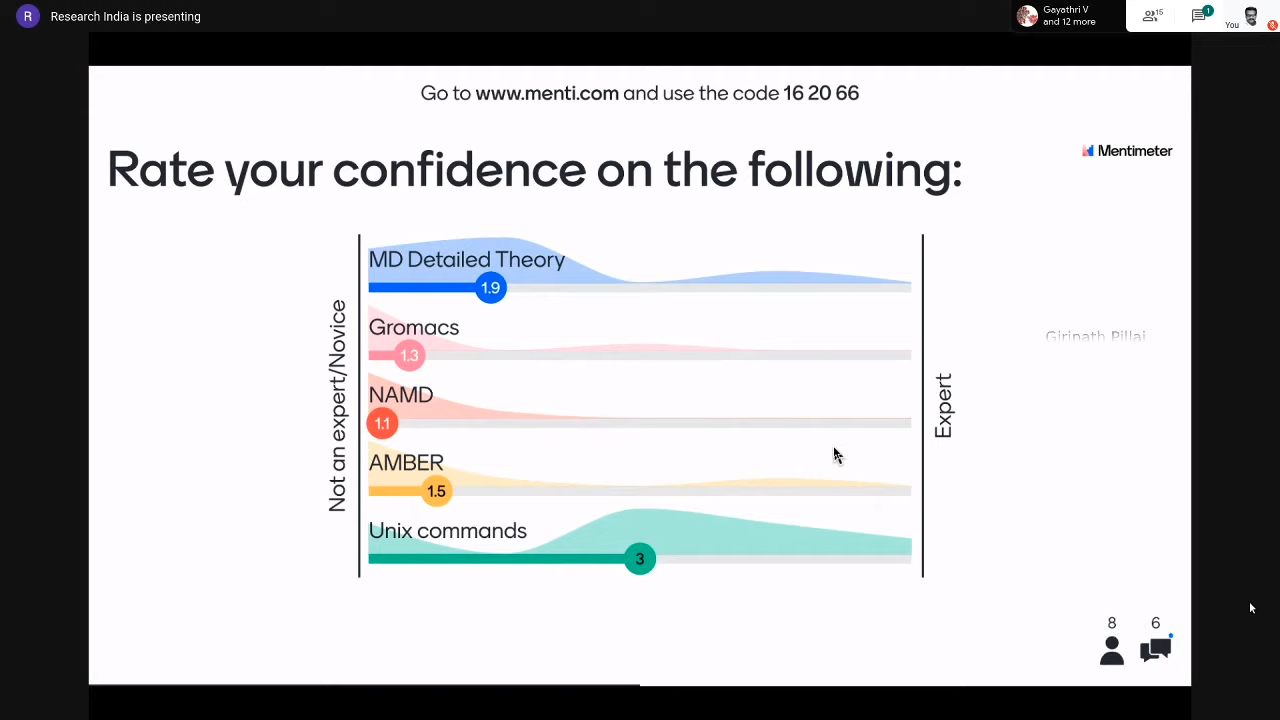 R Research India is presenting
Gayathri V
and 12 more
15
1
You
Go to www.menti.com and use the code 16 20 66
Rate your confidence on the following:
Mentimeter
Not an expert/Novice
MD Detailed Theory
1.9
Gromacs
1.3
NAMD
1.1
AMBER
1.5
Unix commands
3
Expert
Girinath Pillai
8 6